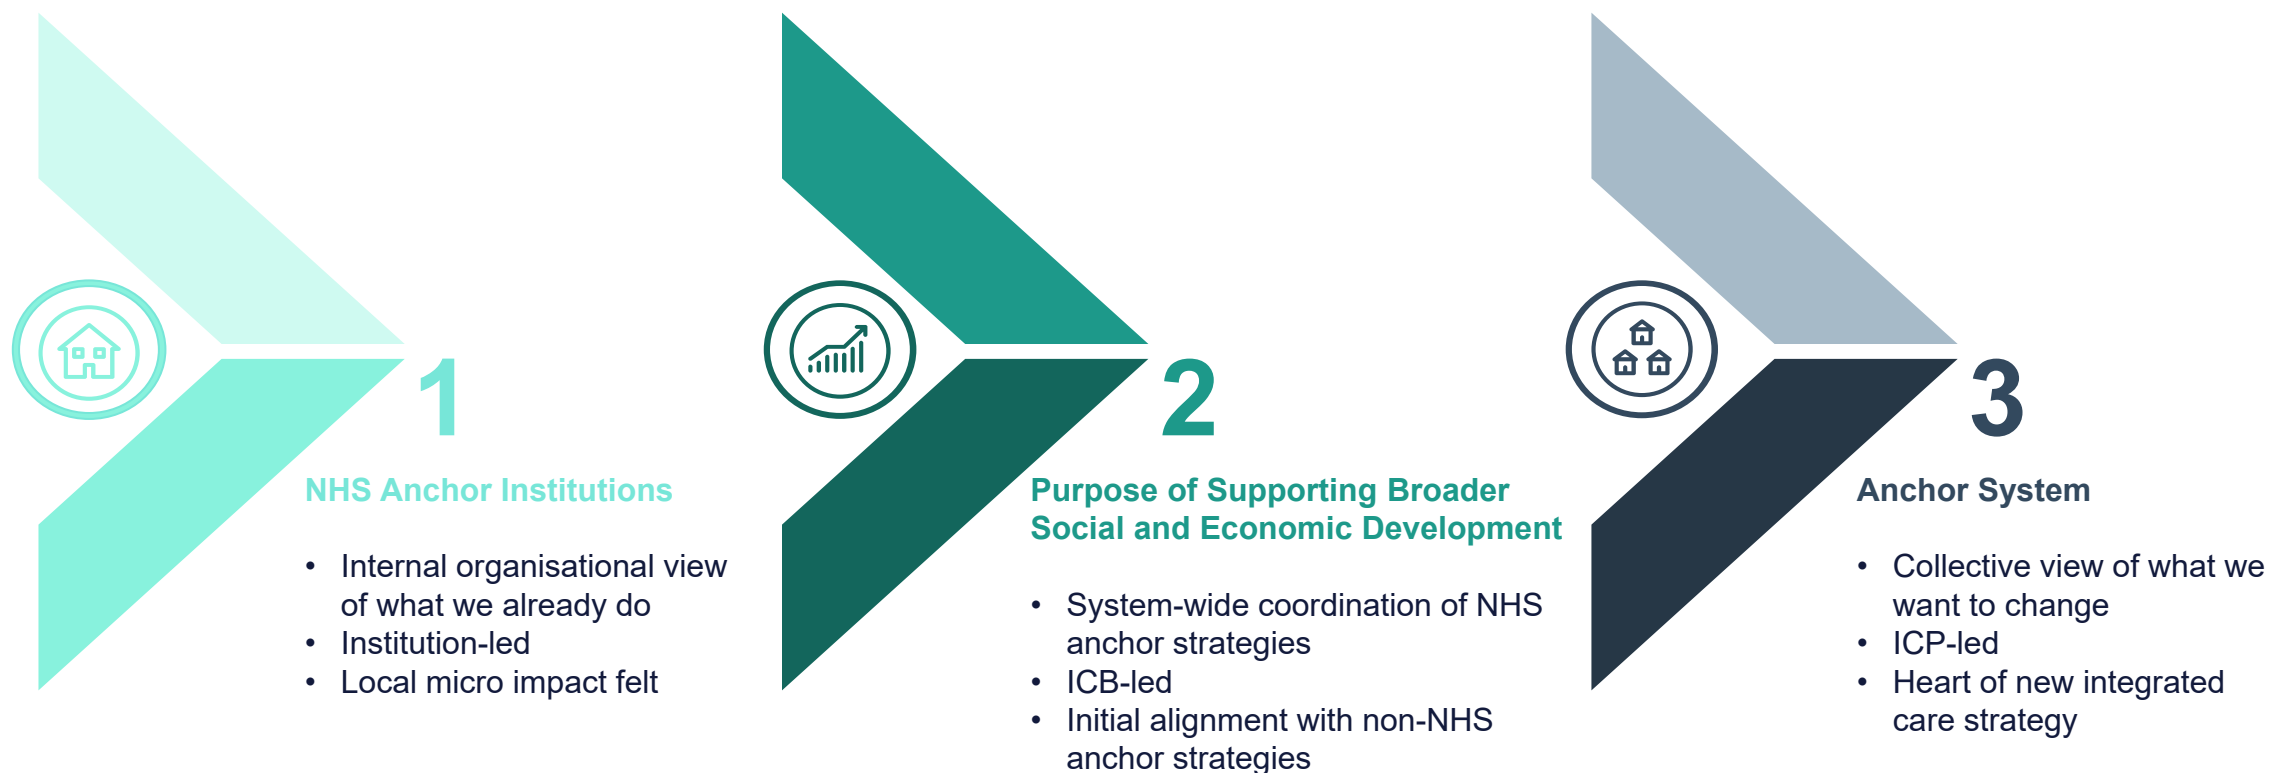 1
NHS Anchor Institutions
• Internal organisational view
of what we already do
• Institution-led
• Local micro impact felt
2
Purpose of Supporting Broader
Social and Economic Development
• System-wide coordination of NHS
anchor strategies
• ICB-led
• Initial alignment with non-NHS
anchor strategies
3
Anchor System
• Collective view of what we
want to change
• ICP-led
• Heart of new integrated
care strategy